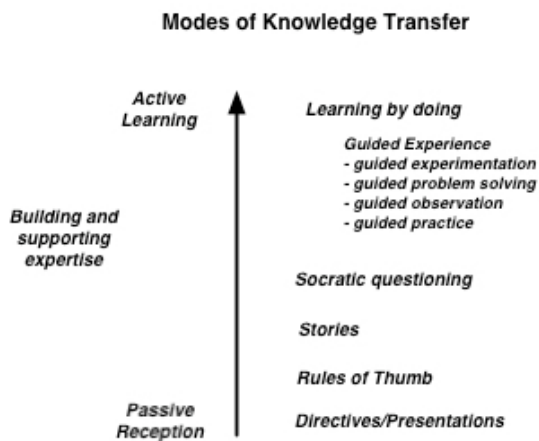 Modes of Knowledge Transfer
Active
Learning
Building and
supporting
expertise
Passive
Reception
Learning by doing
Guided Experience
- guided experimentation
- guided problem solving
- guided observation
- guided practice
Socratic questioning
Stories
Rules of Thumb
Directives/Presentations